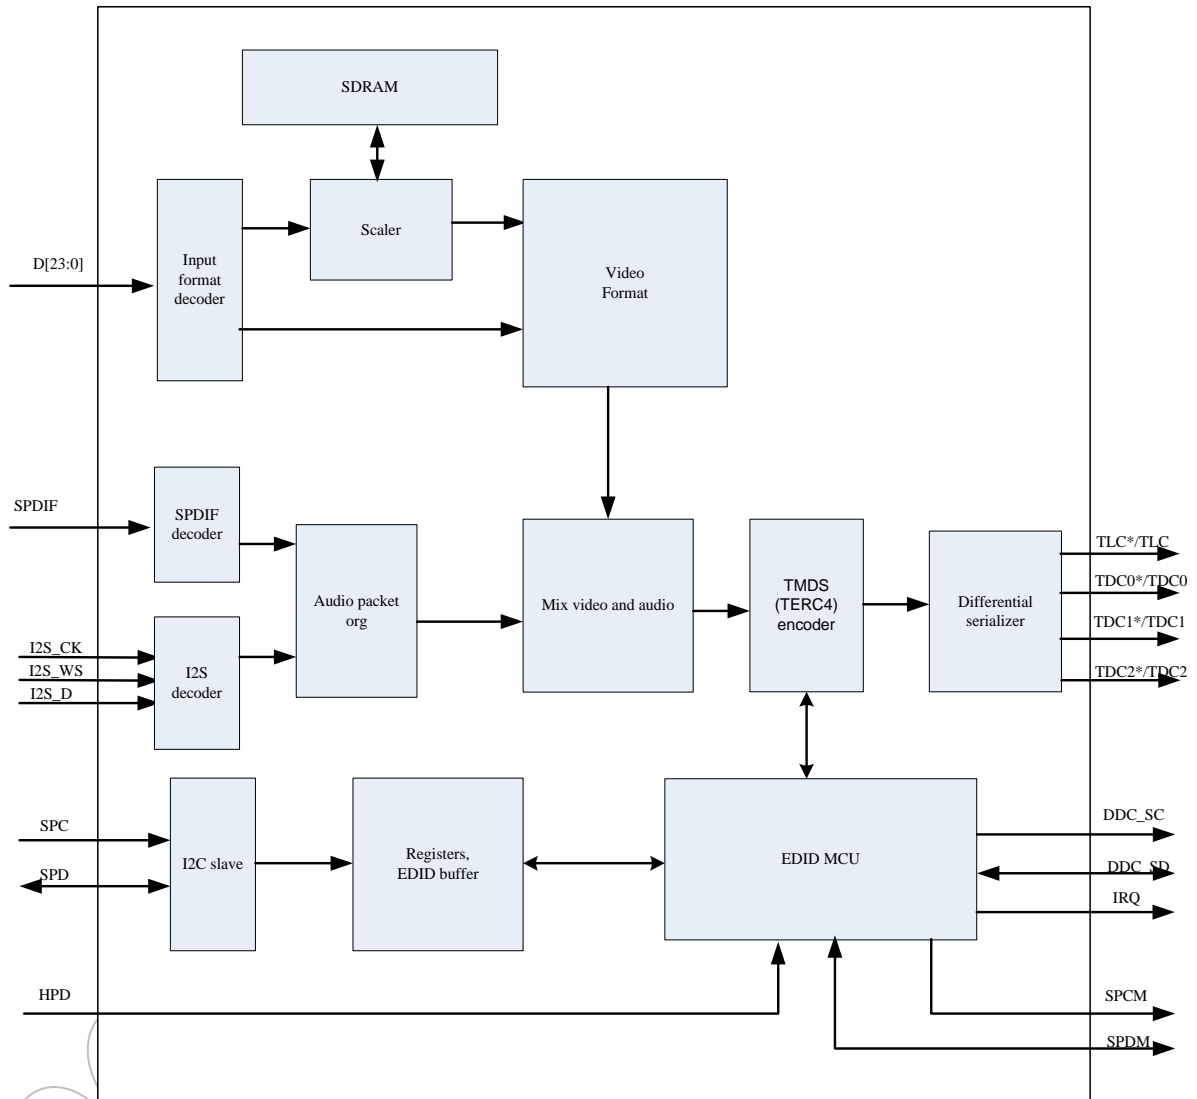 SDRAM
Scaler
Input
format
decoder
D[23:0]
Video
Format
SPDIF
SPDIF
decoder
Audio packet
org
Mix video and audio
TMDS
(TERC4)
encoder
Differential
serializer
TLC*/TLC
TDC0*/TDC0
TDC1*/TDC1
TDC2*/TDC2
I2S_CK
I2S_WS
I2S_D
I2S
decoder
SPC
SPD
I2C slave
Registers,
EDID buffer
EDID MCU
DDC_SC
DDC_SD
IRQ
HPD
SPCM
SPDM